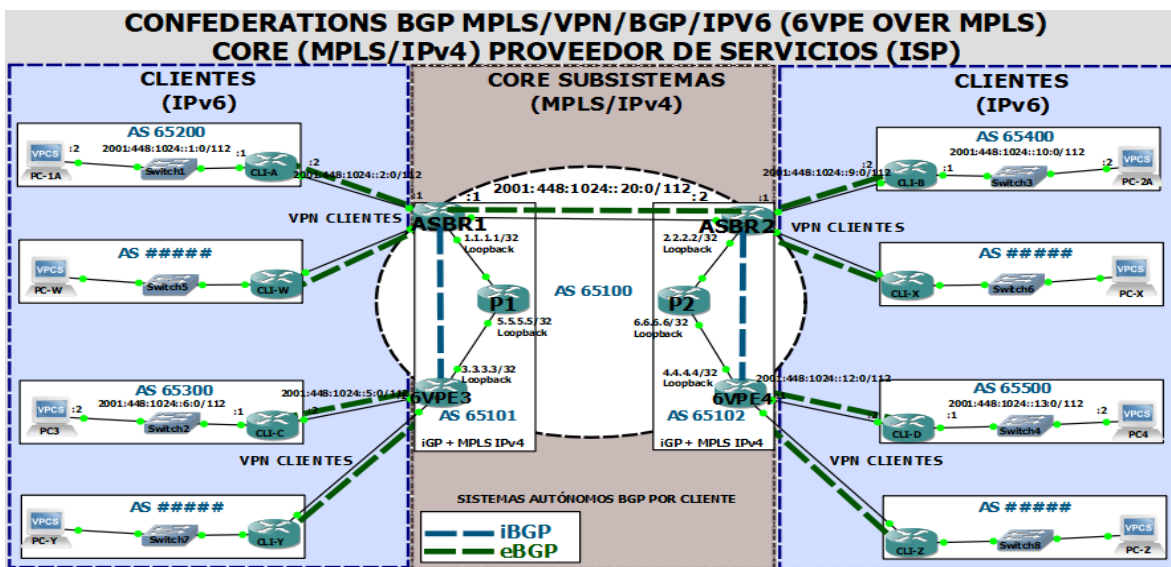 CONFEDERATIONS BGP MPLS/VPN/BGP/IPV6 (6VPE OVER MPLS)
CORE (MPLS/IPv4) PROVEEDOR DE SERVICIOS (ISP)
CLIENTES
(IPv6)
AS 65200
VPCS
:2
2001:448:1024::1:0/112
:1
PC-1A
Switch1
CLI-A
:2
2001:448:1024::2:0/112
:1
VPN CLIENTES
AS #####
VPCS
PC-W
Switch5
CLI-W
AS 65300
VPCS
:2
2001:448:1024::6:0/112
:1
PC3
Switch2
CLI-C
2001:448:1024::5:0/112
:2
VPN CLIENTES
AS #####
VPCS
PC-Y
Switch7
CLI-Y
CORE SUBSISTEMAS
(MPLS/IPv4)
2001:448:1024::20:0/112
:1
:2
ASBR1
ASBR2
1.1.1.1/32
Loopback
2.2.2.2/32
Loopback
P1
AS 65100
P2
5.5.5.5/32
Loopback
6.6.6.6/32
Loopback
3.3.3.3/32
Loopback
4.4.4.4/32
Loopback
6VPE3
6VPE4
AS 65101
AS 65102
iGP + MPLS IPv4
iGP + MPLS IPv4
SISTEMAS AUTÓNOMOS BGP POR CLIENTE
iBGP
eBGP
CLIENTES
(IPv6)
AS 65400
:2
2001:448:1024::9:0/112
:1
CLI-B
:1
2001:448:1024::10:0/112
:2
Switch3
VPCS
PC-2A
VPN CLIENTES
AS #####
CLI-X
Switch6
VPCS
PC-X
2001:448:1024::12:0/112
AS 65500
:2
CLI-D
:1
2001:448:1024::13:0/112
:2
Switch4
VPCS
PC4
VPN CLIENTES
AS #####
CLI-Z
Switch8
VPCS
PC-Z